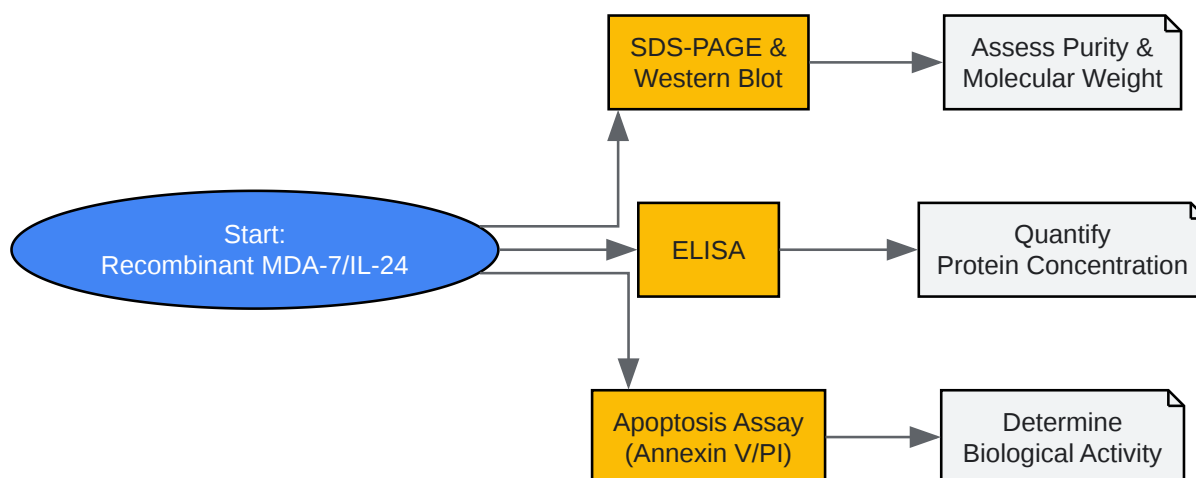 SDS-PAGE &
Western Blot
Assess Purity &
Molecular Weight
Start:
Recombinant MDA-7/IL-24
ELISA
Quantify
Protein Concentration
Apoptosis Assay
(Annexin V/PI)
Determine
Biological Activity